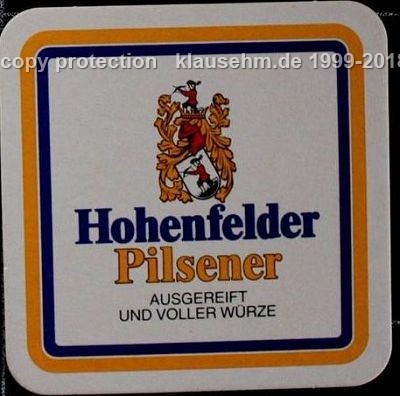 copy protection klausehm.de 1999-2018
Hohenfelder
Pilsener
AUSGEREIFT
UND VOLLER WÜRZE